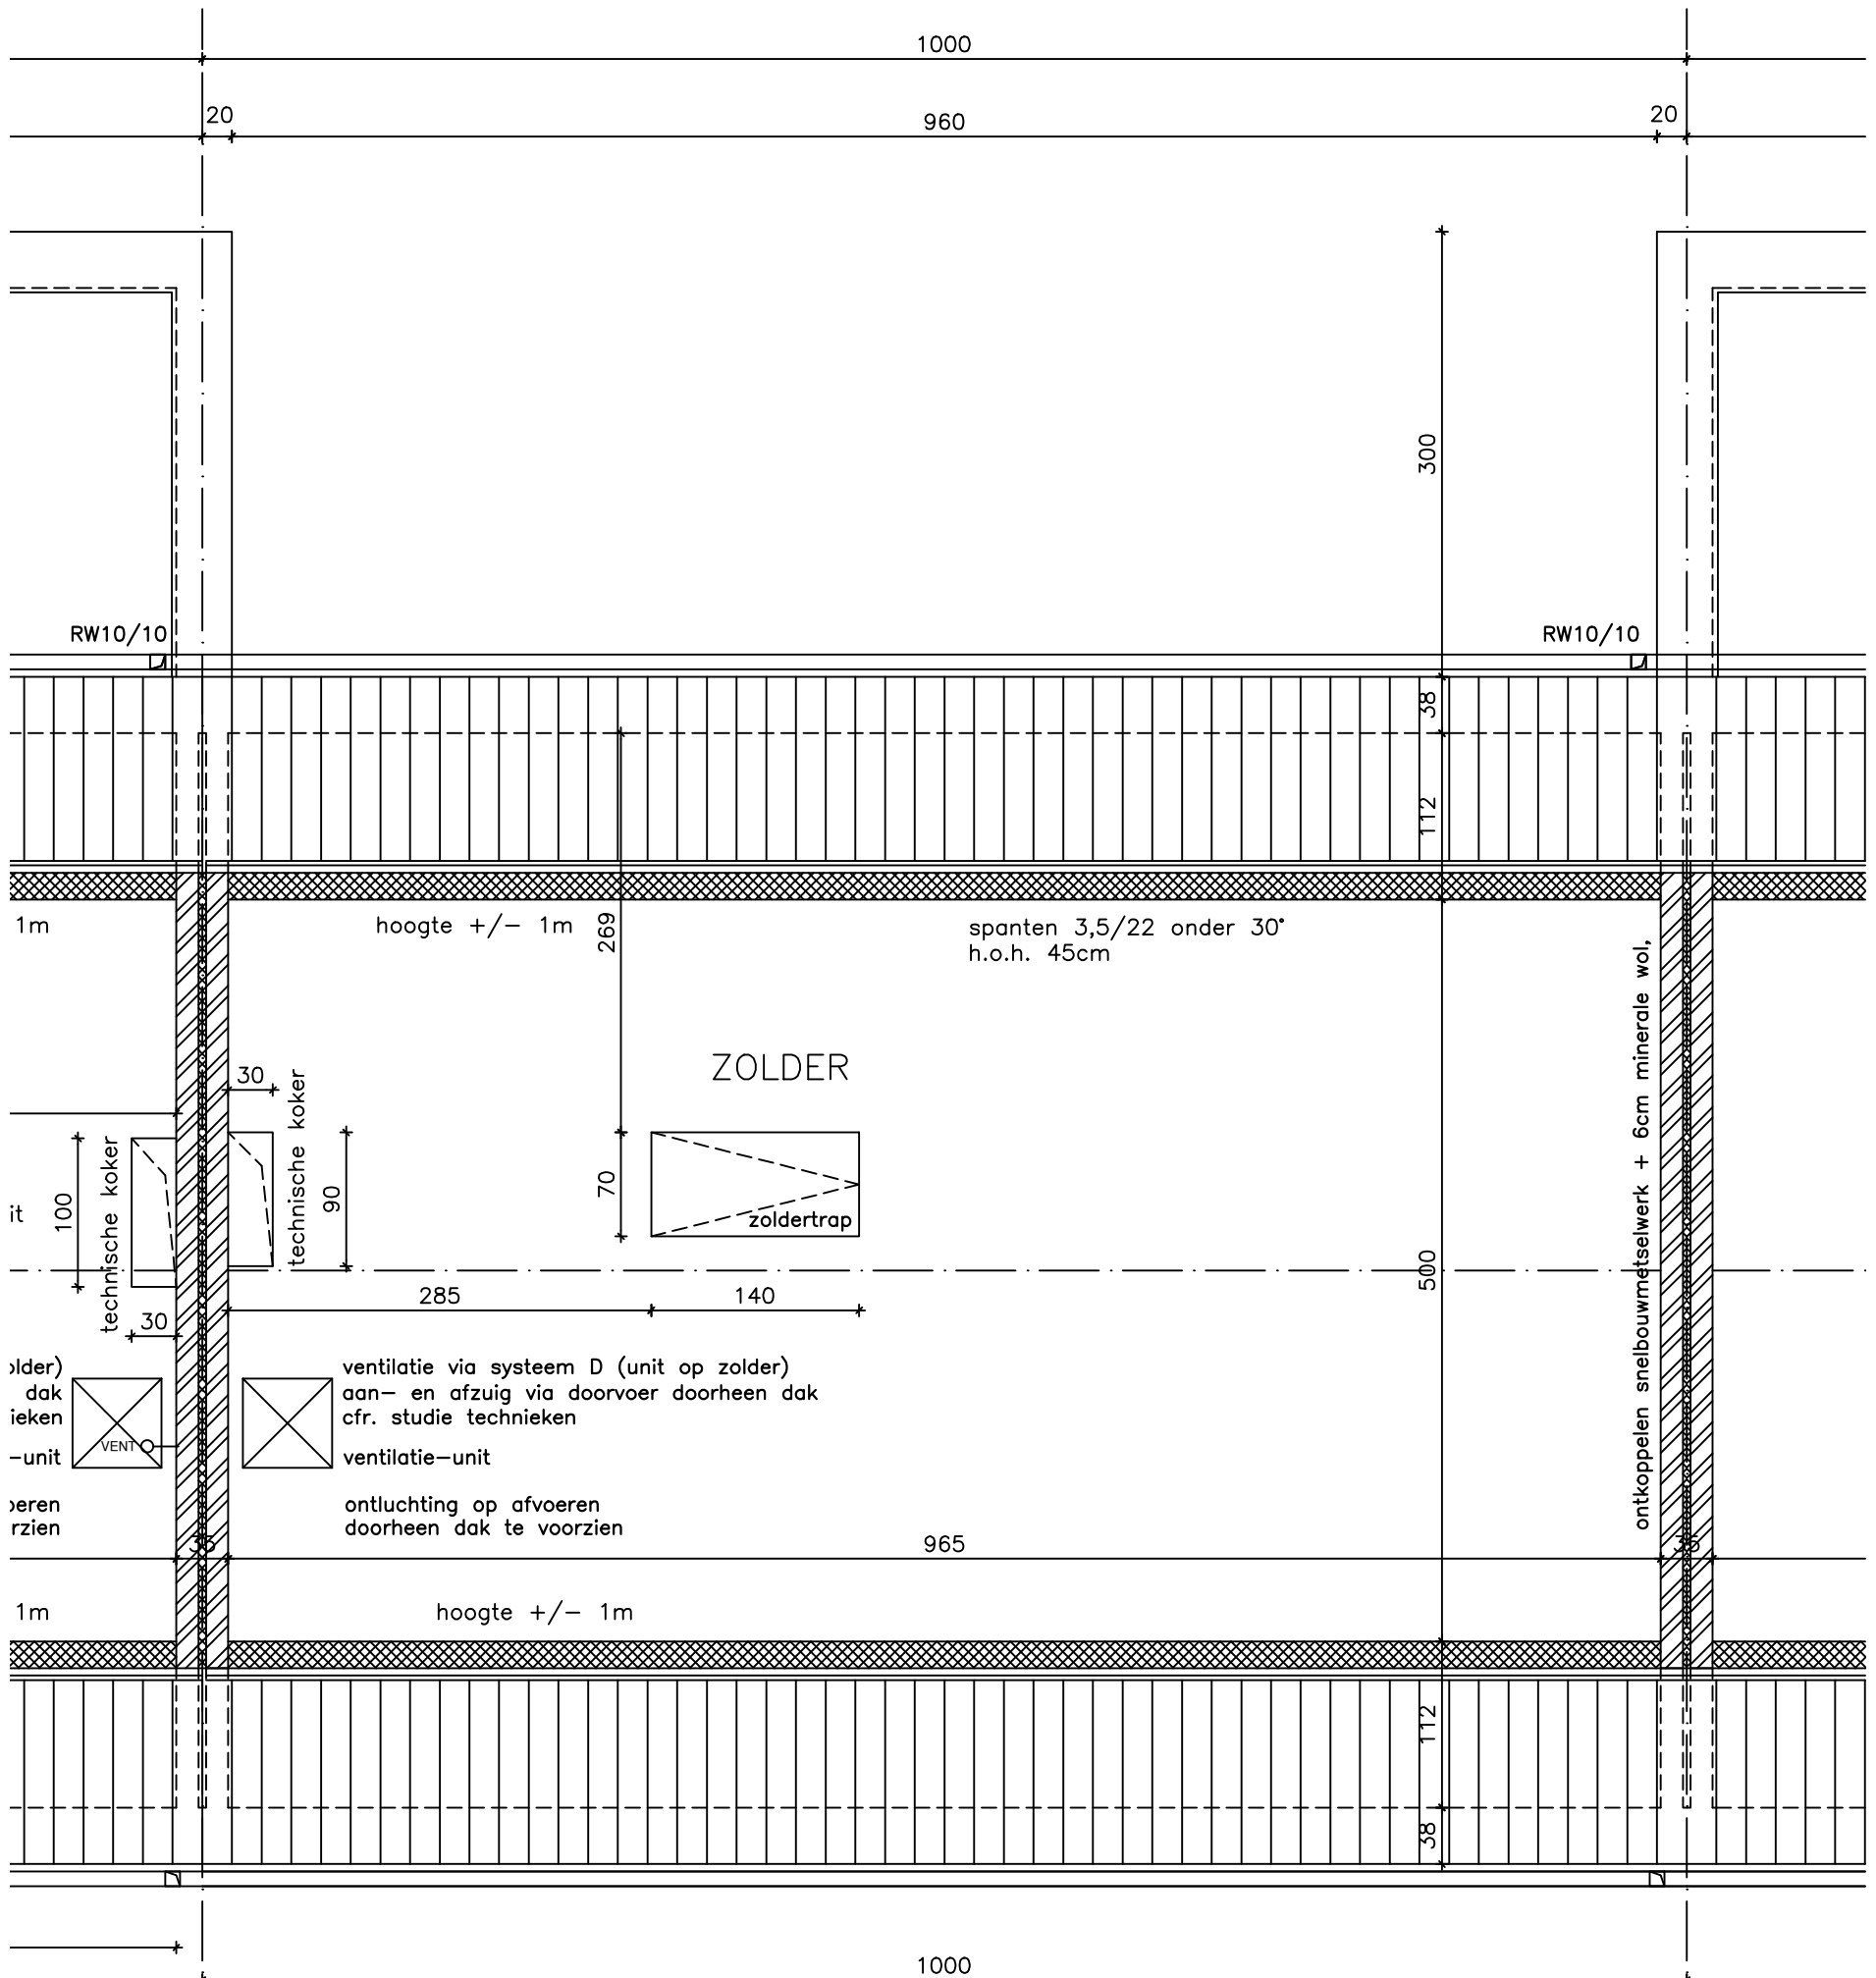 1000
20
960
20
300
RW10/10
RW10/10
38
112
1m
hoogte +/- 1m
269
spanten 3,5/22 onder 30°
h.o.h. 45cm
ontkoppelen snelbouwmetselwerk + 6cm minerale wol,
ZOLDER
30
technische koker
90
100
technische koker
30
70
zoldertrap
it
500
285
140
older)
dak
ieken
-unit
VENT
ventilatie via systeem D (unit op zolder)
aan- en afzuig via doorvoer doorheen dak
cfr. studie technieken
ventilatie-unit
ontluchting op afvoeren
doorheen dak te voorzien
eren
rzien
35
965
35
1m
hoogte +/- 1m
112
38
1000